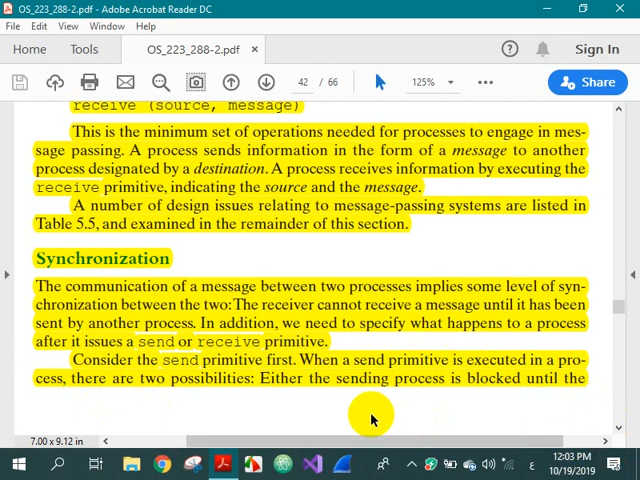 OS_223_288-2.pdf - Adobe Acrobat Reader DC
File Edit View Window Help
Home Tools OS_223_288-2.pdf × ? Sign In
42 / 66 125% Share
receive (source, message)
This is the minimum set of operations needed for processes to engage in mes-
sage passing. A process sends information in the form of a message to another
process designated by a destination. A process receives information by executing the
receive primitive, indicating the source and the message.
A number of design issues relating to message-passing systems are listed in
Table 5.5, and examined in the remainder of this section.
Synchronization
The communication of a message between two processes implies some level of syn-
chronization between the two: The receiver cannot receive a message until it has been
sent by another process. In addition, we need to specify what happens to a process
after it issues a send or receive primitive.
Consider the send primitive first. When a send primitive is executed in a pro-
cess, there are two possibilities: Either the sending process is blocked until the
7.00 x 9.12 in
ع 12:03 PM
10/19/2019